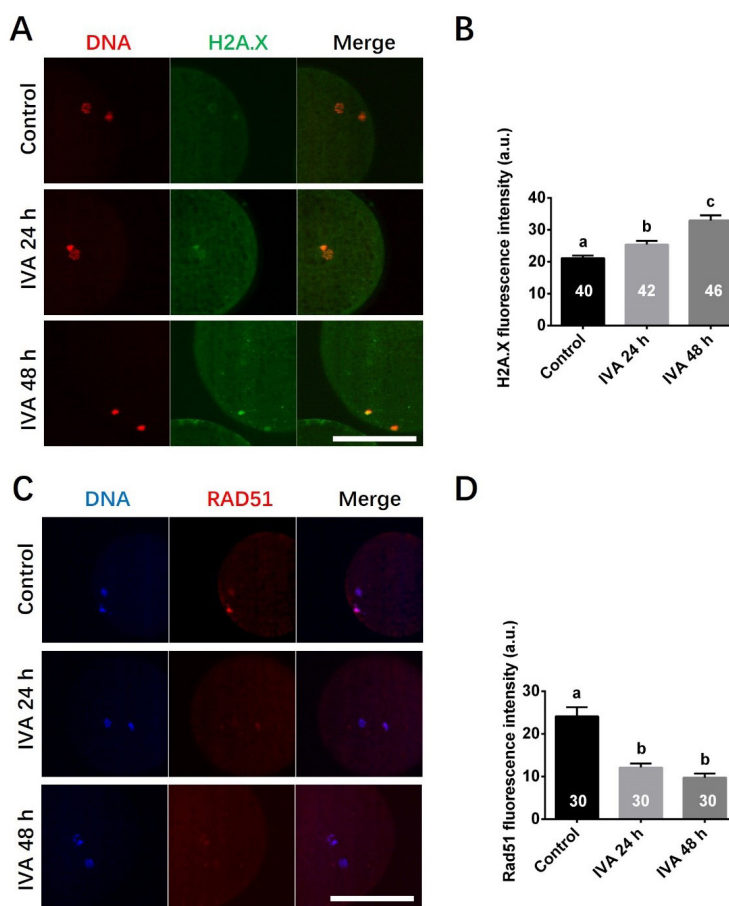 A
DNA
H2A.X
Merge
Control
IVA 24 h
IVA 48 h
B
H2A.X fluorescence intensity (a.u.)
40
30
20
10
0
a
b
c
40
42
46
Control
IVA 24 h
IVA 48 h
C
DNA
RAD51
Merge
Control
IVA 24 h
IVA 48 h
D
Rad51 fluorescence intensity (a.u.)
30
20
10
0
a
b
b
30
30
30
Control
IVA 24 h
IVA 48 h